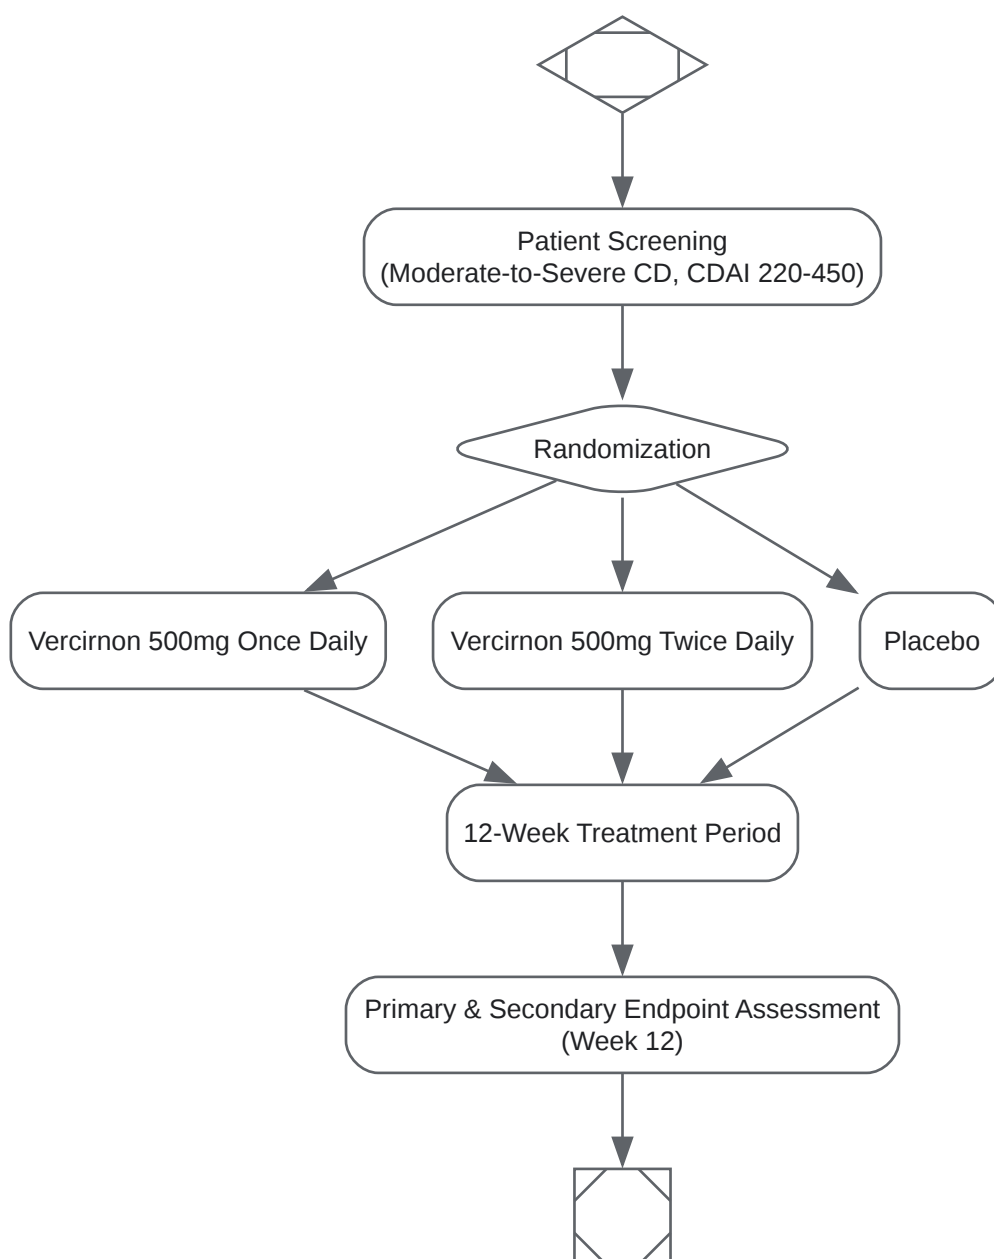 Patient Screening
(Moderate-to-Severe CD, CDAI 220-450)
Randomization
Vercirnon 500mg Once Daily
Vercirnon 500mg Twice Daily
Placebo
12-Week Treatment Period
Primary & Secondary Endpoint Assessment
(Week 12)